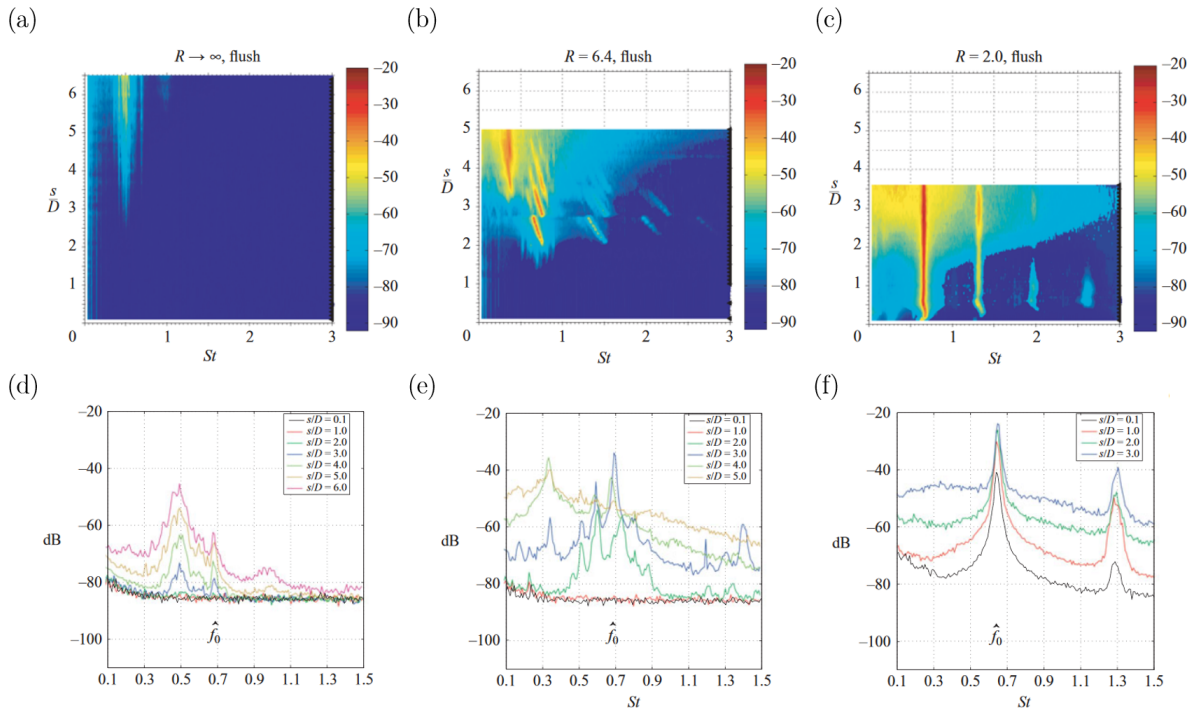 (a)
R → ∞, flush
6
5
4
s/D
3
2
1
0
1
2
3
St
−20
−30
−40
−50
−60
−70
−80
−90
(b)
R = 6.4, flush
6
5
4
s/D
3
2
1
0
1
2
3
St
−20
−30
−40
−50
−60
−70
−80
−90
(c)
R = 2.0, flush
6
5
4
s/D
3
2
1
0
1
2
3
St
−20
−30
−40
−50
−60
−70
−80
−90
(d)
−20
−40
−60
dB
−80
−100
s/D = 0.1
s/D = 1.0
s/D = 2.0
s/D = 3.0
s/D = 4.0
s/D = 5.0
s/D = 6.0
^
f0
0.1 0.3 0.5 0.7 0.9 1.1 1.3 1.5
(e)
−20
−40
−60
dB
−80
−100
s/D = 0.1
s/D = 1.0
s/D = 2.0
s/D = 3.0
s/D = 4.0
s/D = 5.0
^
f0
0.1 0.3 0.5 0.7 0.9 1.1 1.3 1.5
St
(f)
−20
−40
−60
dB
−80
−100
s/D = 0.1
s/D = 1.0
s/D = 2.0
s/D = 3.0
^
f0
0.1 0.3 0.5 0.7 0.9 1.1 1.3 1.5
St